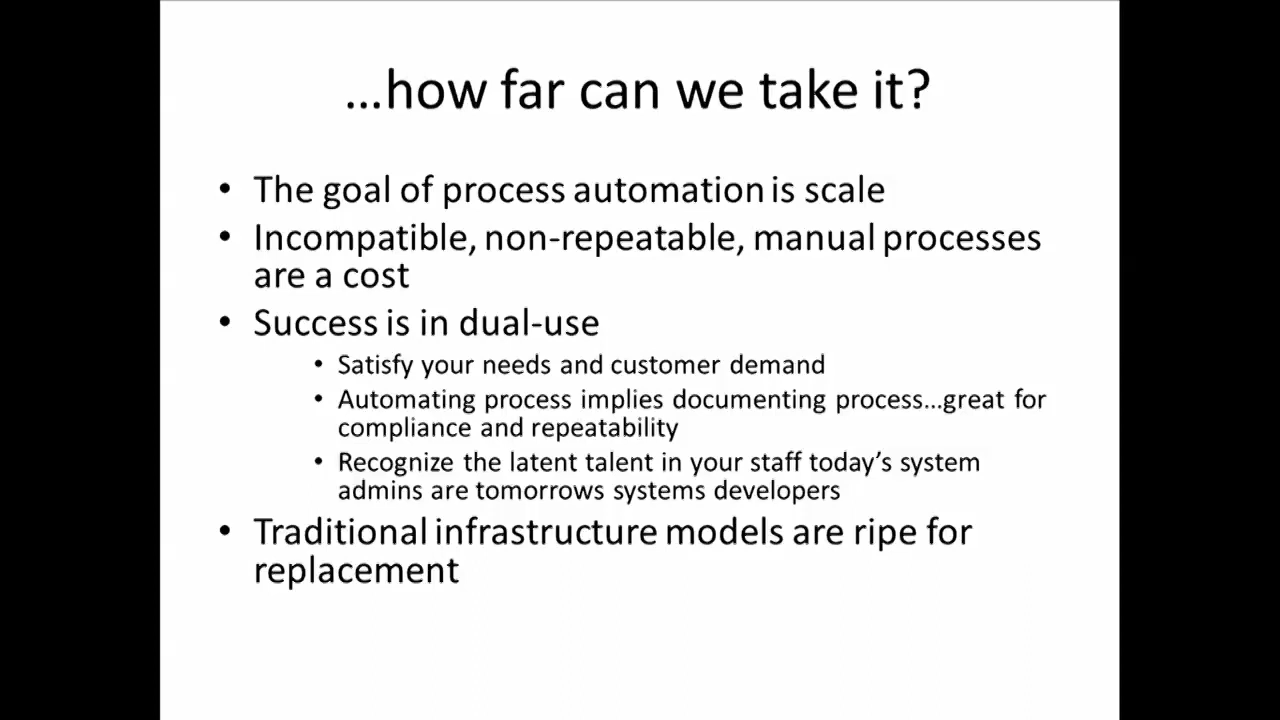 ...how far can we take it?
• The goal of process automation is scale
• Incompatible, non-repeatable, manual processes
are a cost
• Success is in dual-use
• Satisfy your needs and customer demand
• Automating process implies documenting process...great for
compliance and repeatability
• Recognize the latent talent in your staff today’s system
admins are tomorrows systems developers
• Traditional infrastructure models are ripe for
replacement